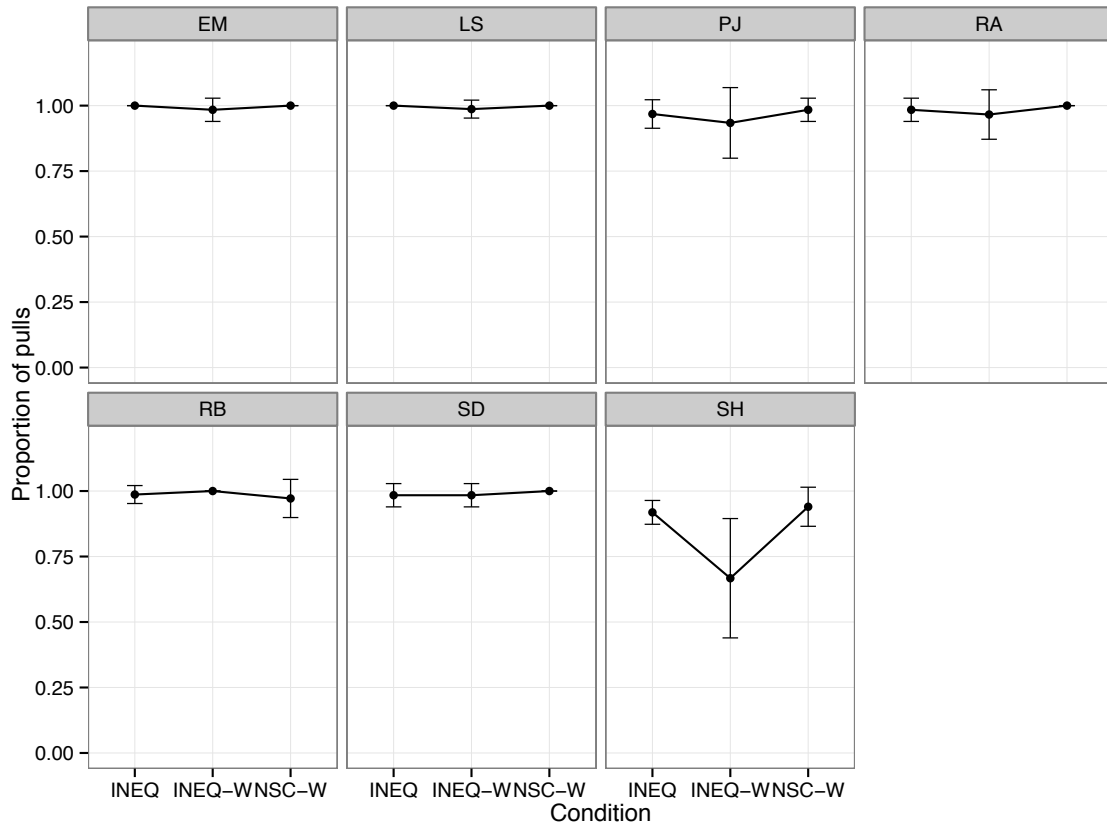 EM LS PJ RA
1.00
0.75
0.50
0.25
0.00
Proportion of pulls
RB SD SH
1.00
0.75
0.50
0.25
0.00
INEQ INEQ−W NSC−W INEQ INEQ−W NSC−W INEQ INEQ−W NSC−W
Condition